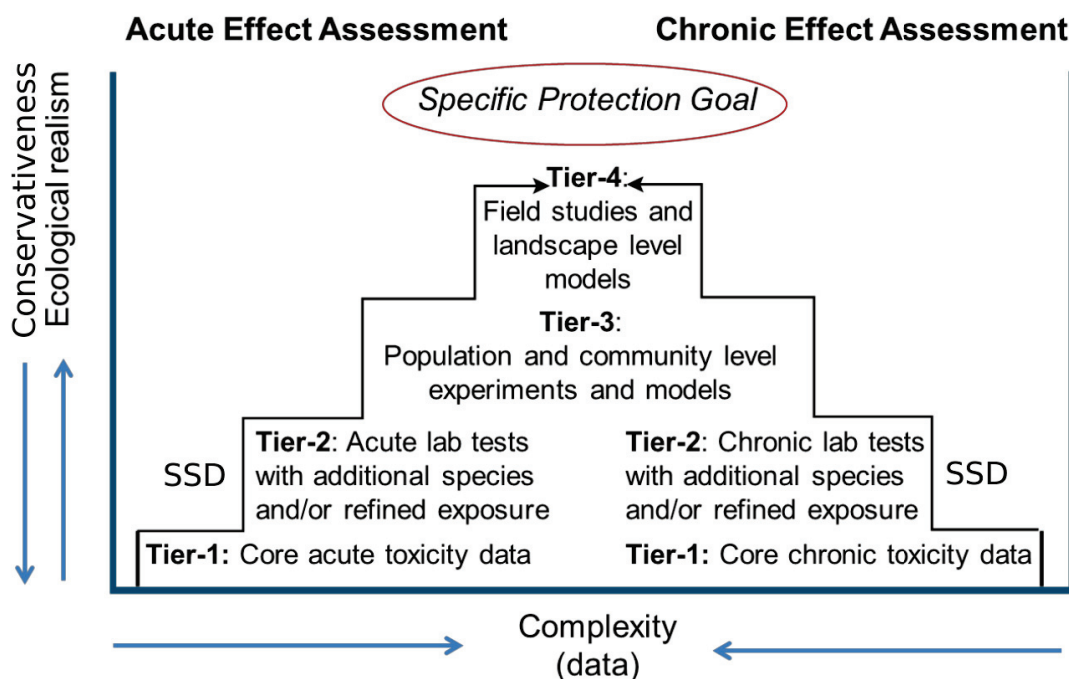 Acute Effect Assessment
Chronic Effect Assessment
Specific Protection Goal
Conservativeness
Ecological realism
Tier-4:
Field studies and
landscape level
models
Tier-3:
Population and community level
experiments and models
SSD
Tier-2: Acute lab tests
with additional species
and/or refined exposure
Tier-2: Chronic lab tests
with additional species
and/or refined exposure
SSD
Tier-1: Core acute toxicity data
Tier-1: Core chronic toxicity data
Complexity
(data)